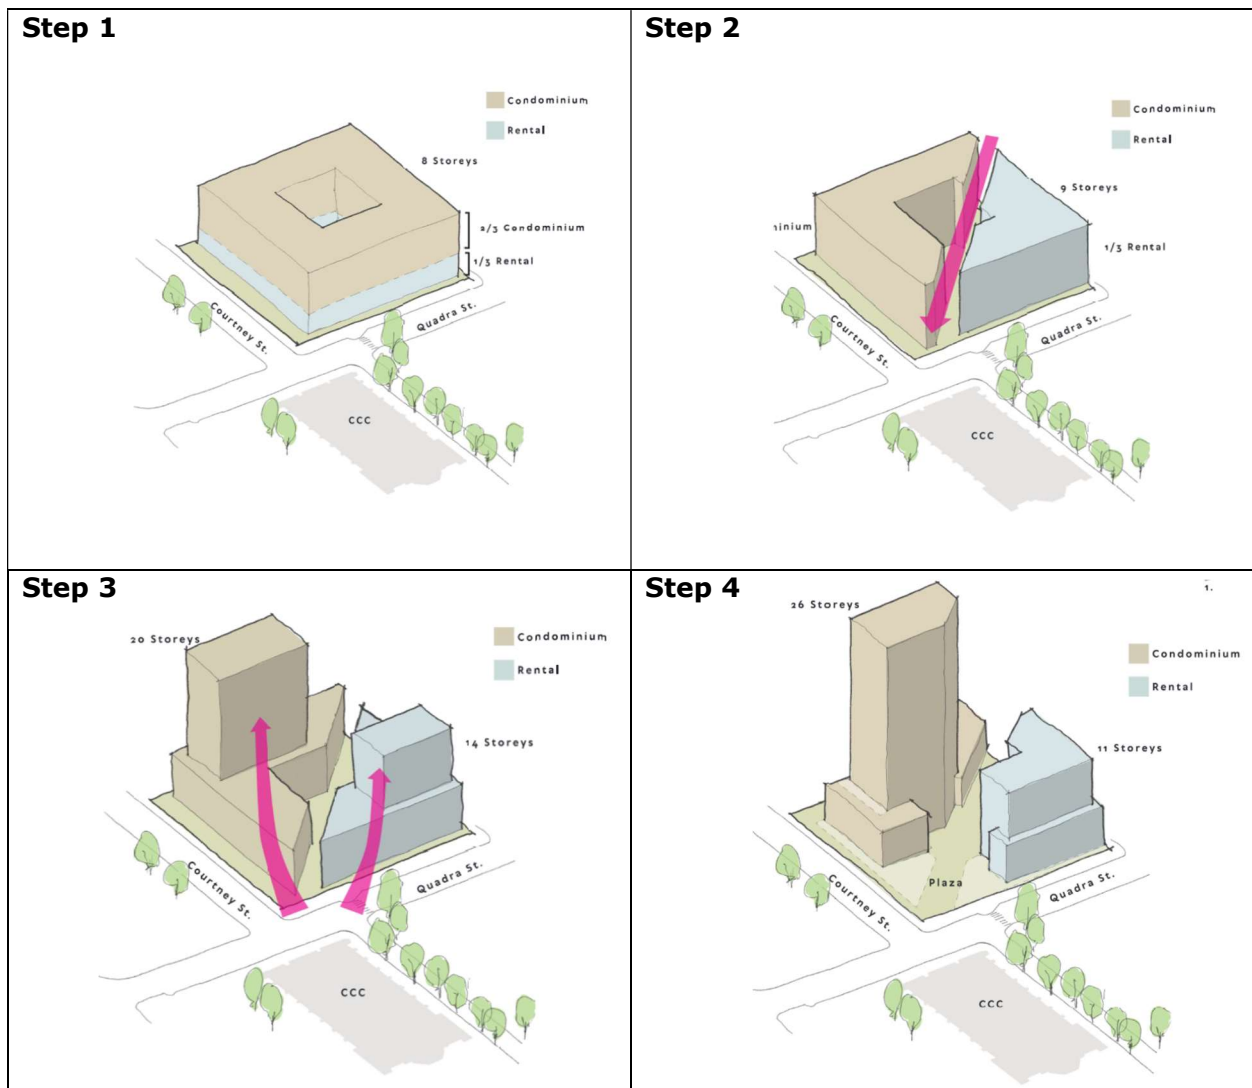 Step 1
Condominium
Rental
8 Storeys
2/3 Condominium
1/3 Rental
Courtney St.
Quadra St.
CCC
Step 2
Condominium
Rental
9 Storeys
ninium
1/3 Rental
Courtney St.
Quadra St.
CCC
Step 3
20 Storeys
Condominium
Rental
14 Storeys
Courtney St.
Quadra St.
CCC
Step 4
26 Storeys
1.
Condominium
Rental
11 Storeys
Plaza
Courtney St.
Quadra St.
CCC